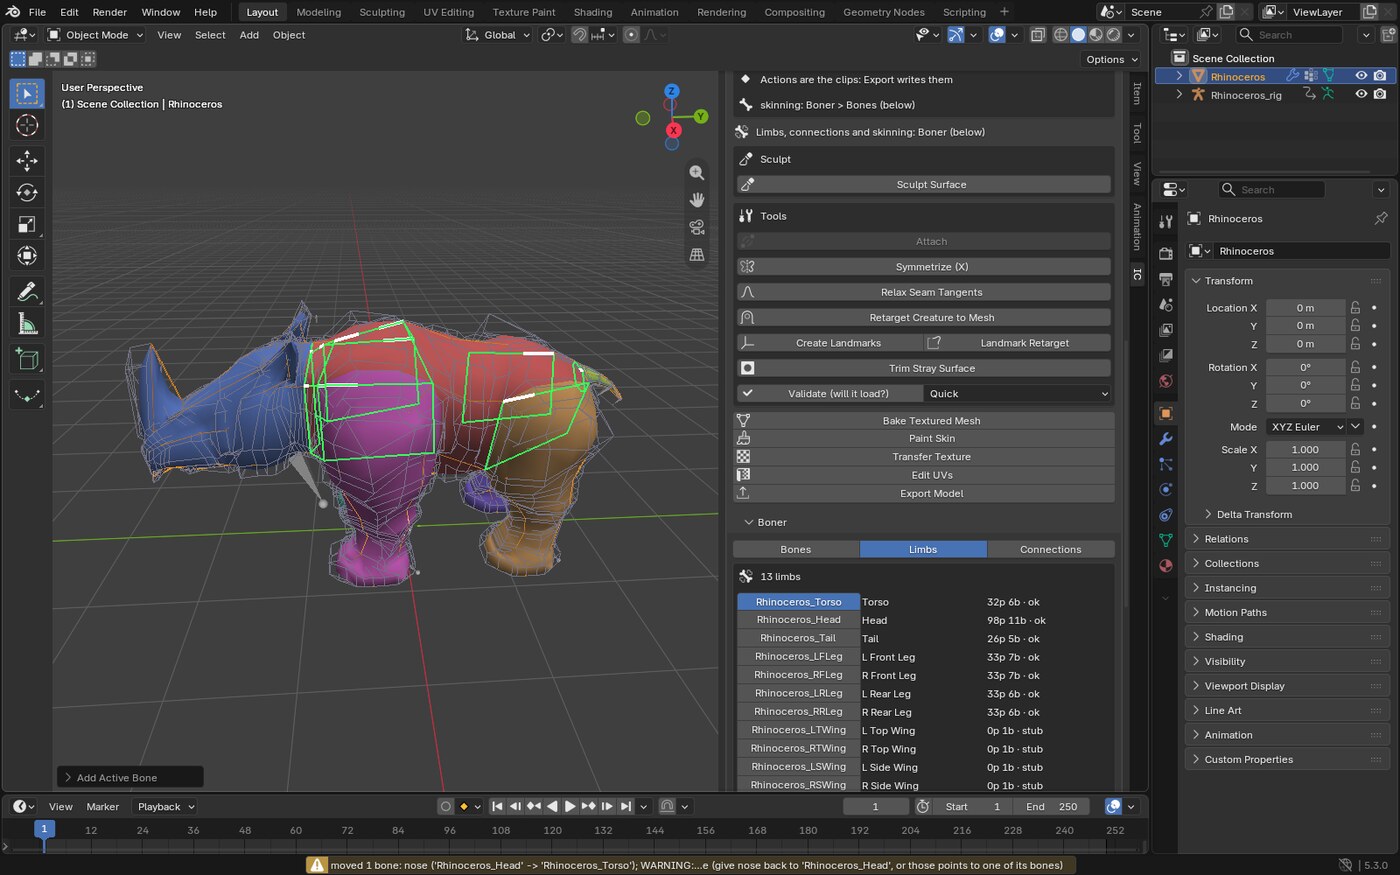 File Edit Render Window Help Layout Modeling Sculpting UV Editing Texture Paint Shading Animation Rendering Compositing Geometry Nodes Scripting + Scene ViewLayer
Object Mode View Select Add Object Global Search
Options
User Perspective
(1) Scene Collection | Rhinoceros
Z
Y
X
Actions are the clips: Export writes them
skinning: Boner > Bones (below)
Limbs, connections and skinning: Boner (below)
Sculpt
Sculpt Surface
Tools
Attach
Symmetrize (X)
Relax Seam Tangents
Retarget Creature to Mesh
Create Landmarks Landmark Retarget
Trim Stray Surface
Validate (will it load?) Quick
Bake Textured Mesh
Paint Skin
Transfer Texture
Edit UVs
Export Model
Boner
Bones Limbs Connections
13 limbs
Rhinoceros_Torso Torso 32p 6b · ok
Rhinoceros_Head Head 98p 11b · ok
Rhinoceros_Tail Tail 26p 5b · ok
Rhinoceros_LFLeg L Front Leg 33p 7b · ok
Rhinoceros_RFLeg R Front Leg 33p 7b · ok
Rhinoceros_LRLeg L Rear Leg 33p 6b · ok
Rhinoceros_RRLeg R Rear Leg 33p 6b · ok
Rhinoceros_LTWing L Top Wing 0p 1b · stub
Rhinoceros_RTWing R Top Wing 0p 1b · stub
Rhinoceros_LSWing L Side Wing 0p 1b · stub
Rhinoceros_RSWing R Side Wing 0p 1b · stub
Item
Tool
View
Animation
IC
Scene Collection
Rhinoceros
Rhinoceros_rig
Search
Rhinoceros
Rhinoceros
Transform
Location X 0 m
Y 0 m
Z 0 m
Rotation X 0°
Y 0°
Z 0°
Mode XYZ Euler
Scale X 1.000
Y 1.000
Z 1.000
Delta Transform
Relations
Collections
Instancing
Motion Paths
Shading
Visibility
Viewport Display
Line Art
Animation
Custom Properties
Add Active Bone
View Marker Playback 1 Start 1 End 250
1 12 24 36 48 60 72 84 96 108 120 132 144 156 168 180 192 204 216 228 240 252
moved 1 bone: nose ('Rhinoceros_Head' -> 'Rhinoceros_Torso'); WARNING:...e (give nose back to 'Rhinoceros_Head', or those points to one of its bones)
5.3.0